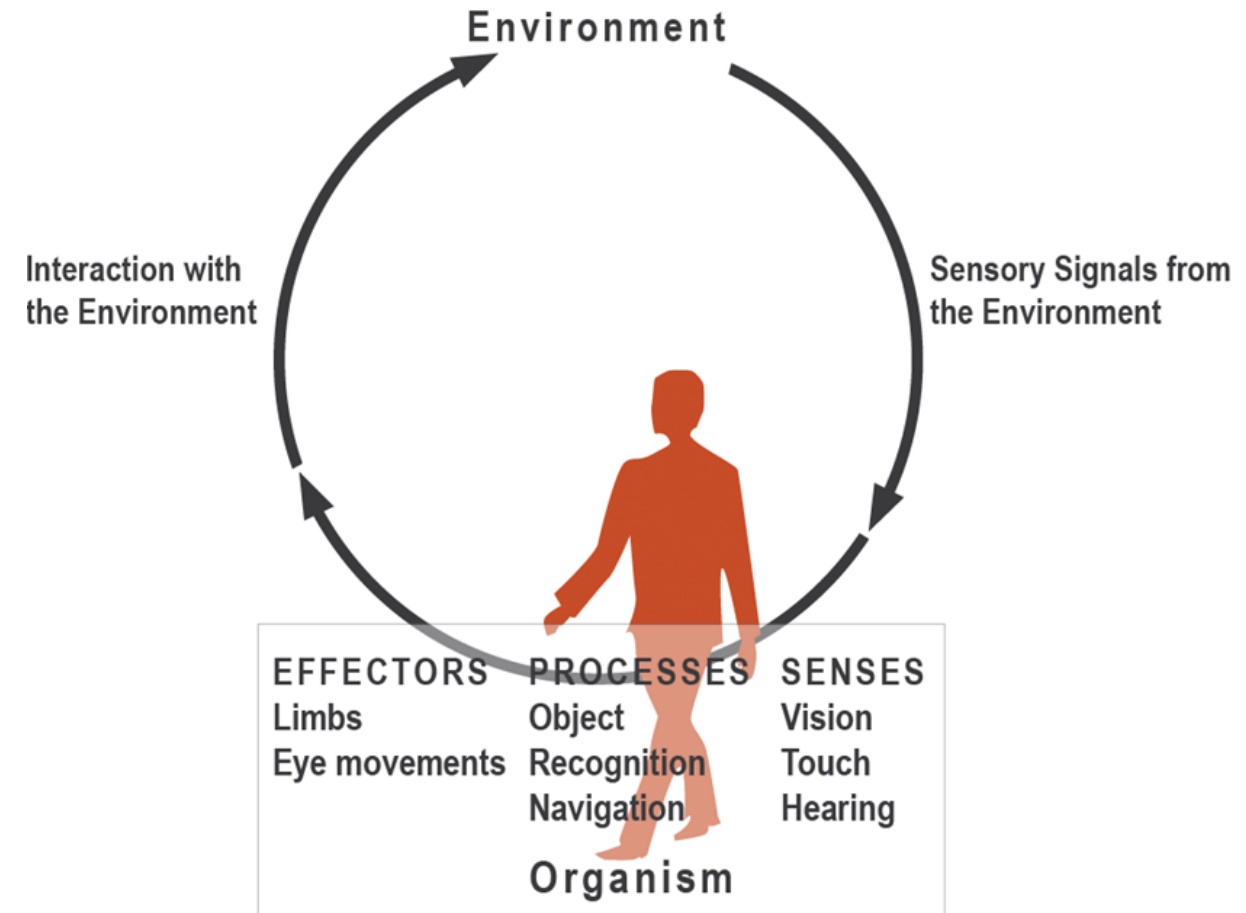 Environment
Interaction with
the Environment
Sensory Signals from
the Environment
EFFECTORS
Limbs
Eye movements
PROCESSES
Object
Recognition
Navigation
SENSES
Vision
Touch
Hearing
Organism